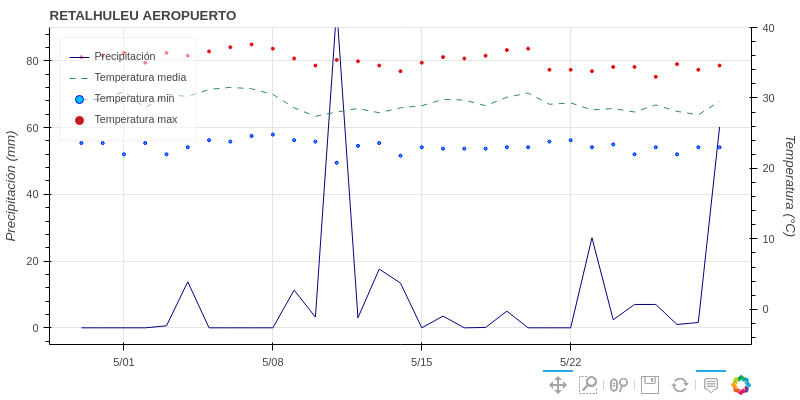 RETALHULEU AEROPUERTO
Precipitación
Temperatura media
Temperatura min
Temperatura max
Precipitación (mm)
0
20
40
60
80
Temperatura (°C)
0
10
20
30
40
5/01
5/08
5/15
5/22